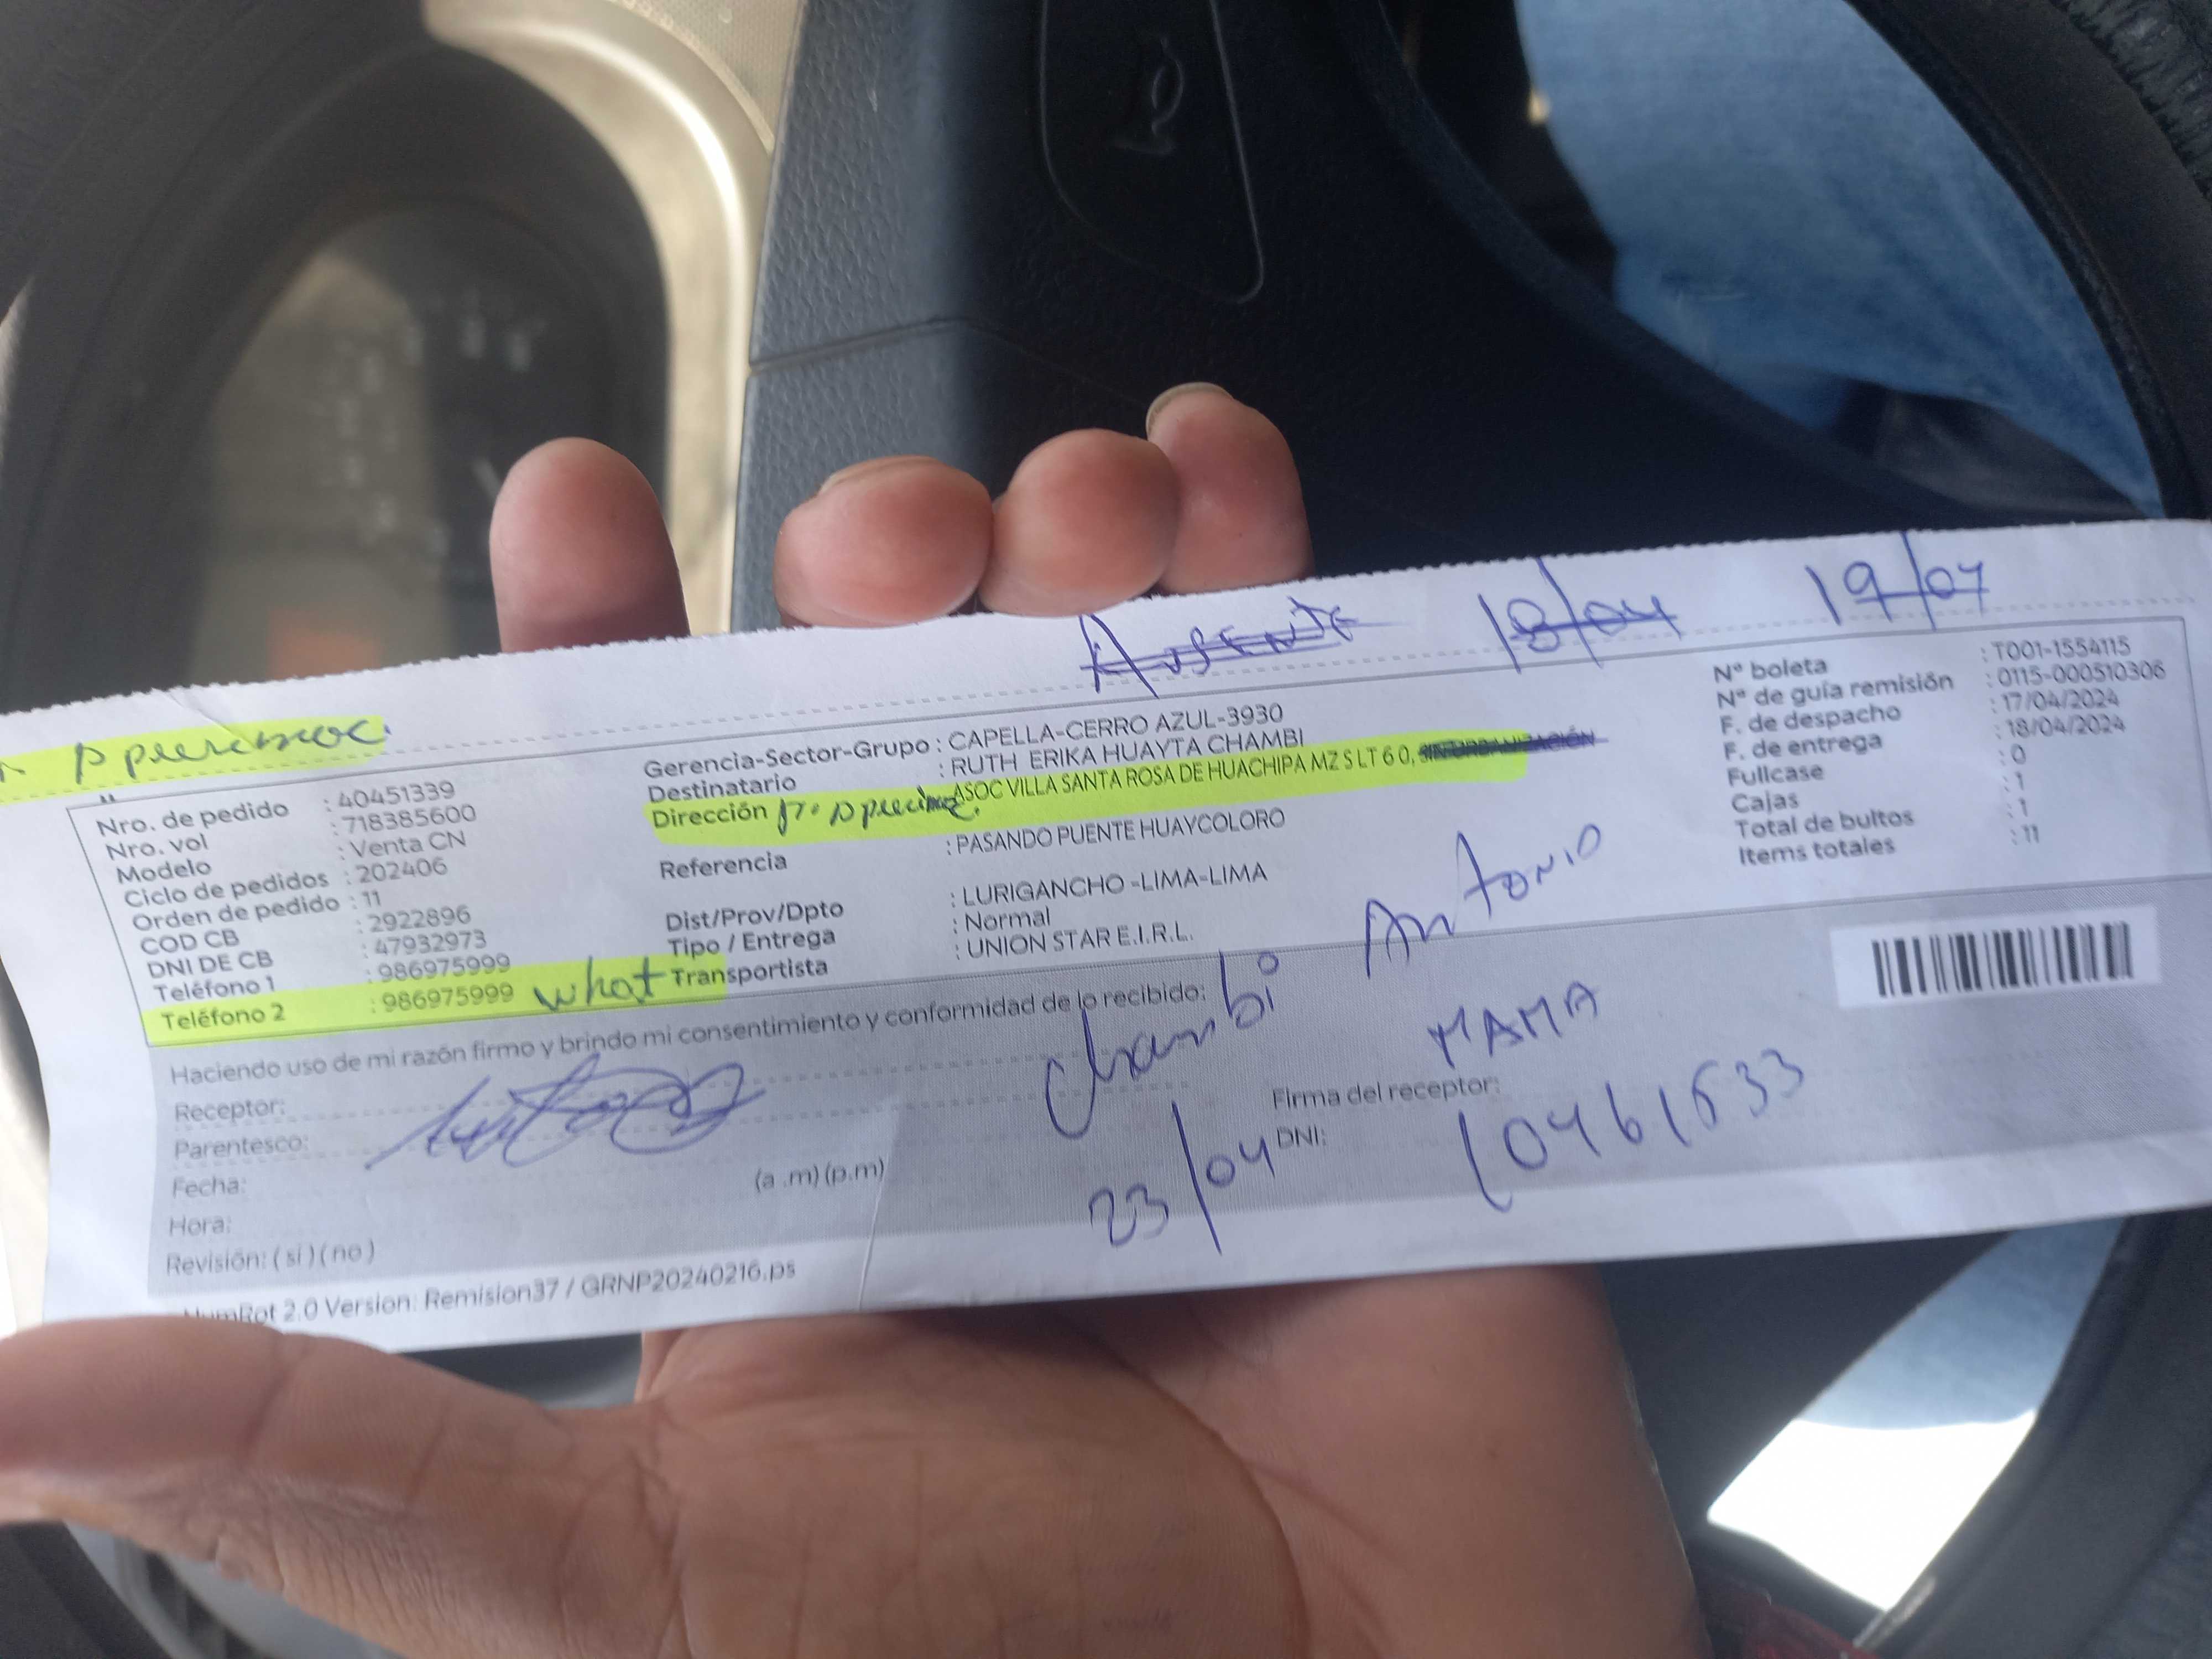 Ausente 18/04 19/04
Nro. de pedido : 40451339
Nro. vol : 718385600
Modelo : Venta CN
Ciclo de pedidos : 202406
Orden de pedido : 11
COD CB : 2922896
DNI DE CB : 47932973
Teléfono 1 : 986975999
Teléfono 2 : 986975999 what
Gerencia-Sector-Grupo : CAPELLA-CERRO AZUL-3930
Destinatario : RUTH ERIKA HUAYTA CHAMBI
Dirección ASOC VILLA SANTA ROSA DE HUACHIPA MZ S LT 6 0,
Referencia : PASANDO PUENTE HUAYCOLORO
Dist/Prov/Dpto : LURIGANCHO -LIMA-LIMA
Tipo / Entrega : Normal
Transportista : UNION STAR E.I.R.L.
N° boleta : T001-1554115
N° de guía remisión : 0115-000510306
F. de despacho : 17/04/2024
F. de entrega : 18/04/2024
Fullcase : 0
Cajas : 1
Total de bultos : 1
Items totales : 11
Haciendo uso de mi razón firmo y brindo mi consentimiento y conformidad de lo recibido:
Chambi Antonio
Receptor:
MAMA
Parentesco:
Firma del receptor:
Fecha:
23/04
DNI: 10461533
Hora: (a .m) (p.m)
Revisión: ( si ) ( no )
NumRot 2.0 Version: Remision37 / GRNP20240216.ps